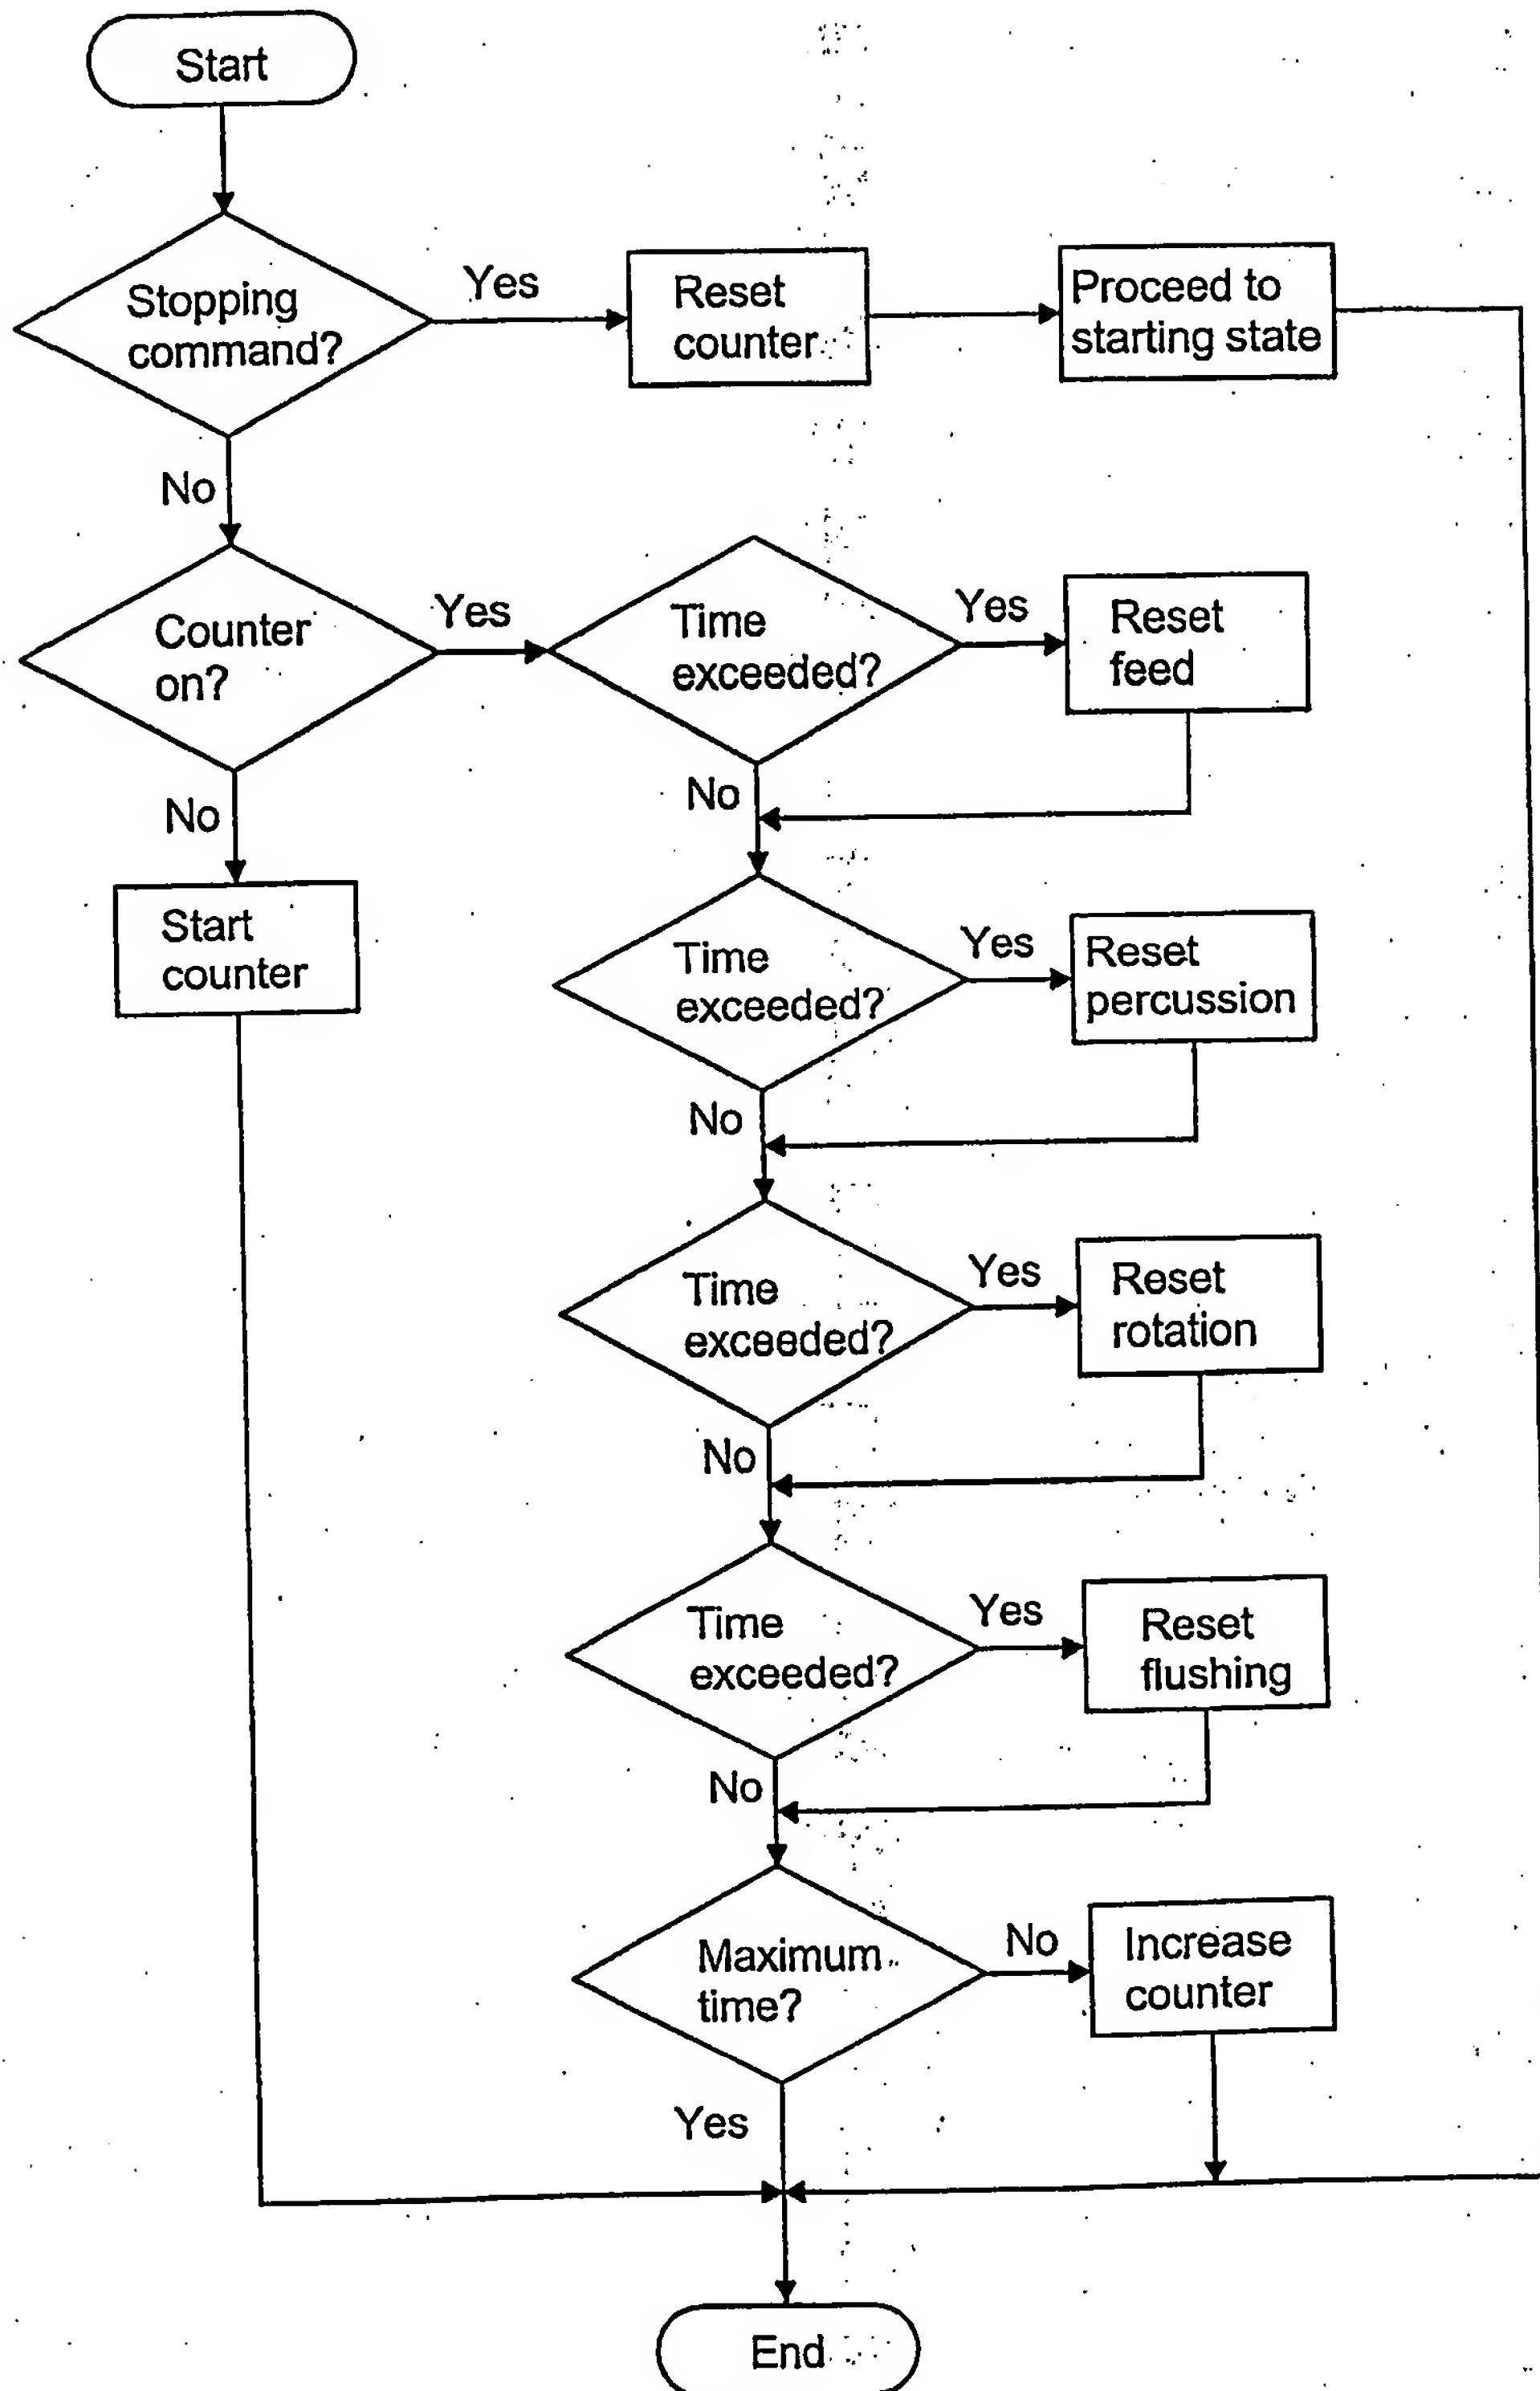 Start
Stopping
command?
Yes
Reset
counter
Proceed to
starting state
No
Counter
on?
Yes
Time
exceeded?
Yes
Reset
feed
No
No
Start
counter
Time
exceeded?
Yes
Reset
percussion
No
Time
exceeded?
Yes
Reset
rotation
No
Time
exceeded?
Yes
Reset
flushing
No
Maximum
time?
No
Increase
counter
Yes
End